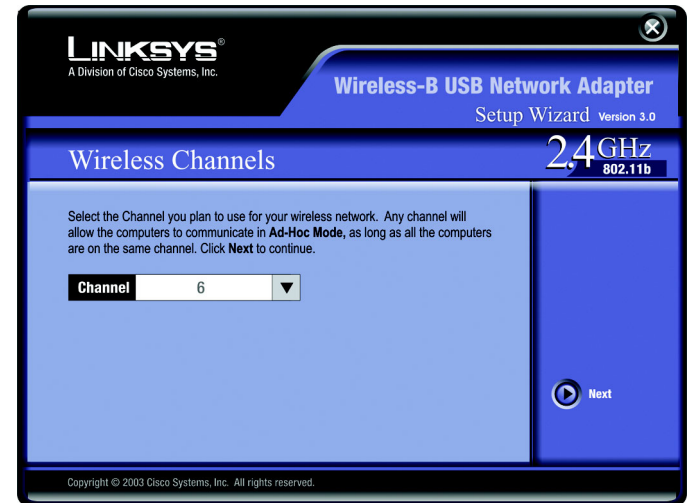 LINKSYS®
A Division of Cisco Systems, Inc.
Wireless-B USB Network Adapter
Setup Wizard Version 3.0
Wireless Channels
2.4 GHz
802.11b
Select the Channel you plan to use for your wireless network. Any channel will
allow the computers to communicate in Ad-Hoc Mode, as long as all the computers
are on the same channel. Click Next to continue.
Channel 6
Next
Copyright © 2003 Cisco Systems, Inc. All rights reserved.